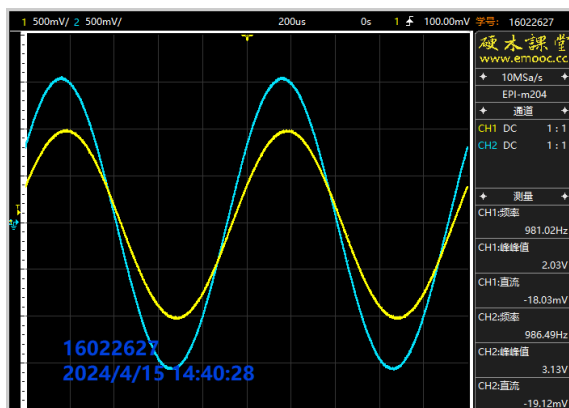 1 500mV/ 2 500mV/ 200us 0s 1 100.00mV 学号: 16022627
硬木课堂
www.emooc.cc
10MSa/s
EPI-m204
通道
CH1 DC 1:1
CH2 DC 1:1
测量
CH1:频率
981.02Hz
CH1:峰峰值
2.03V
CH1:直流
-18.03mV
CH2:频率
986.49Hz
CH2:峰峰值
3.13V
CH2:直流
-19.12mV
16022627
2024/4/15 14:40:28